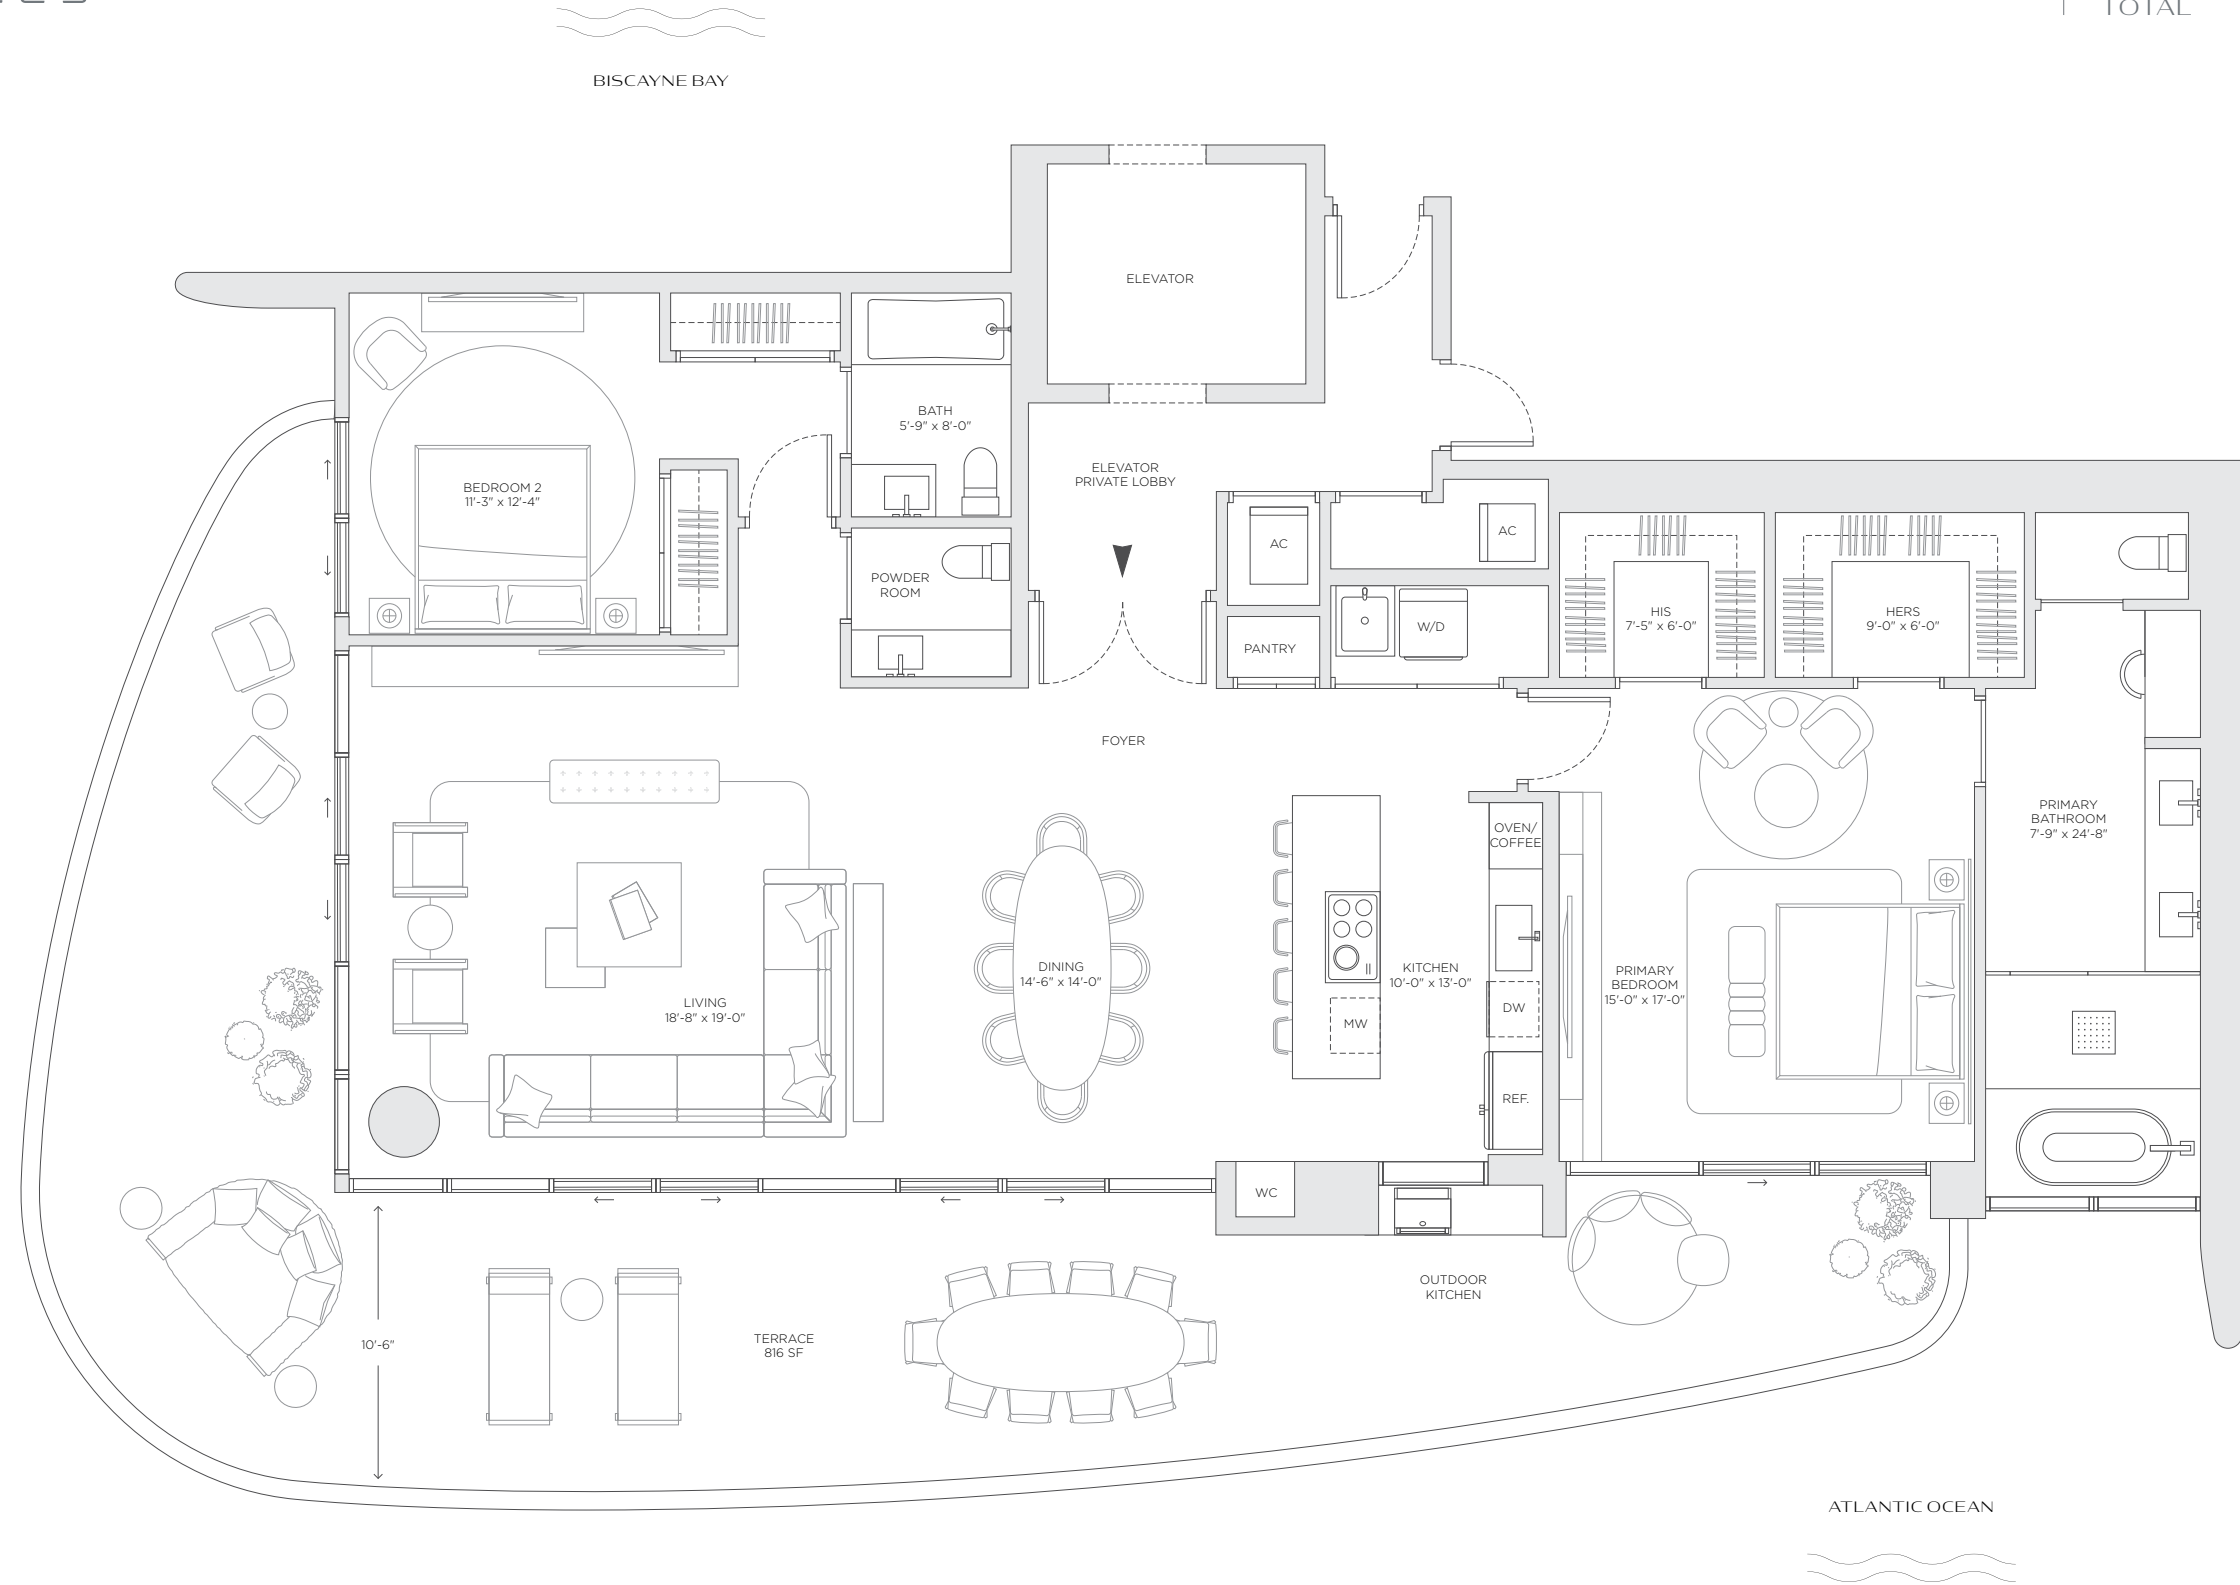 TOTAL
BISCAYNE BAY
ELEVATOR
BATH
5'-9" x 8'-0"
ELEVATOR
PRIVATE LOBBY
BEDROOM 2
11'-3" x 12'-4"
AC
AC
POWDER
ROOM
PANTRY
W/D
HIS
7'-5" x 6'-0"
HERS
9'-0" x 6'-0"
FOYER
PRIMARY
BATHROOM
7'-9" x 24'-8"
OVEN/
COFFEE
LIVING
18'-8" x 19'-0"
DINING
14'-6" x 14'-0"
KITCHEN
10'-0" x 13'-0"
MW
DW
REF.
PRIMARY
BEDROOM
15'-0" x 17'-0"
WC
OUTDOOR
KITCHEN
10'-6"
TERRACE
816 SF
ATLANTIC OCEAN